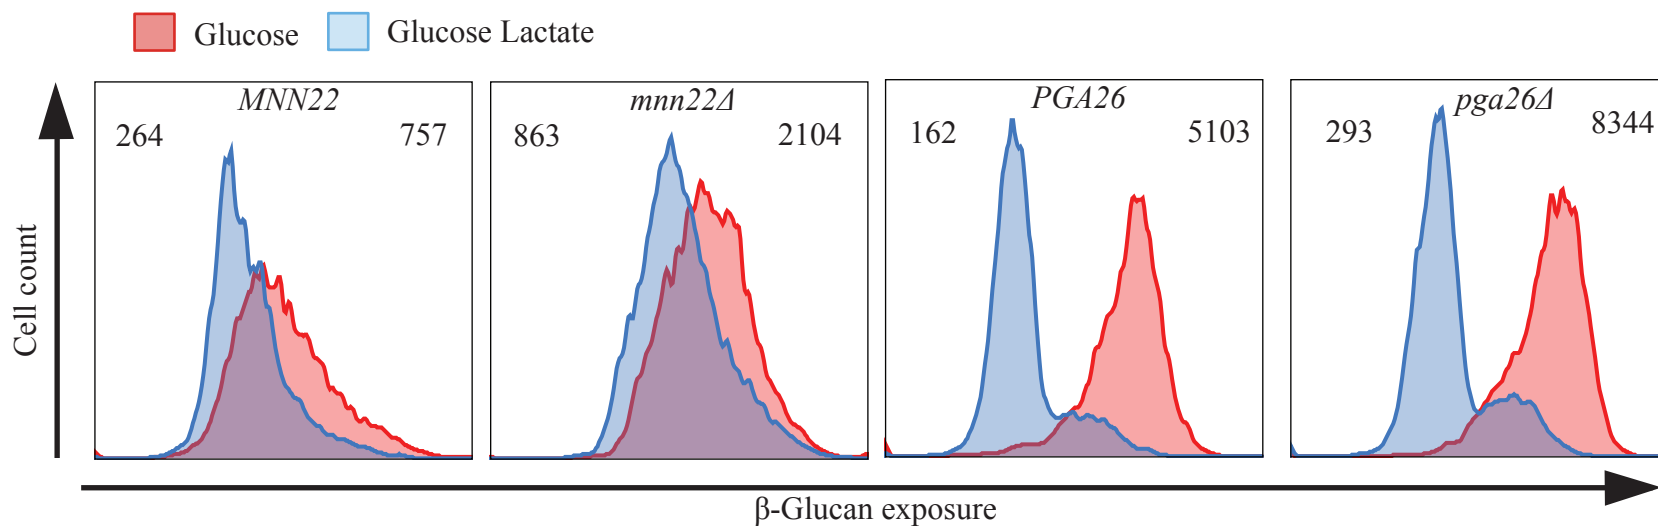 Glucose Glucose Lactate
MNN22 mnn22Δ PGA26 pga26Δ
264 757 863 2104 162 5103 293 8344
Cell count
β-Glucan exposure